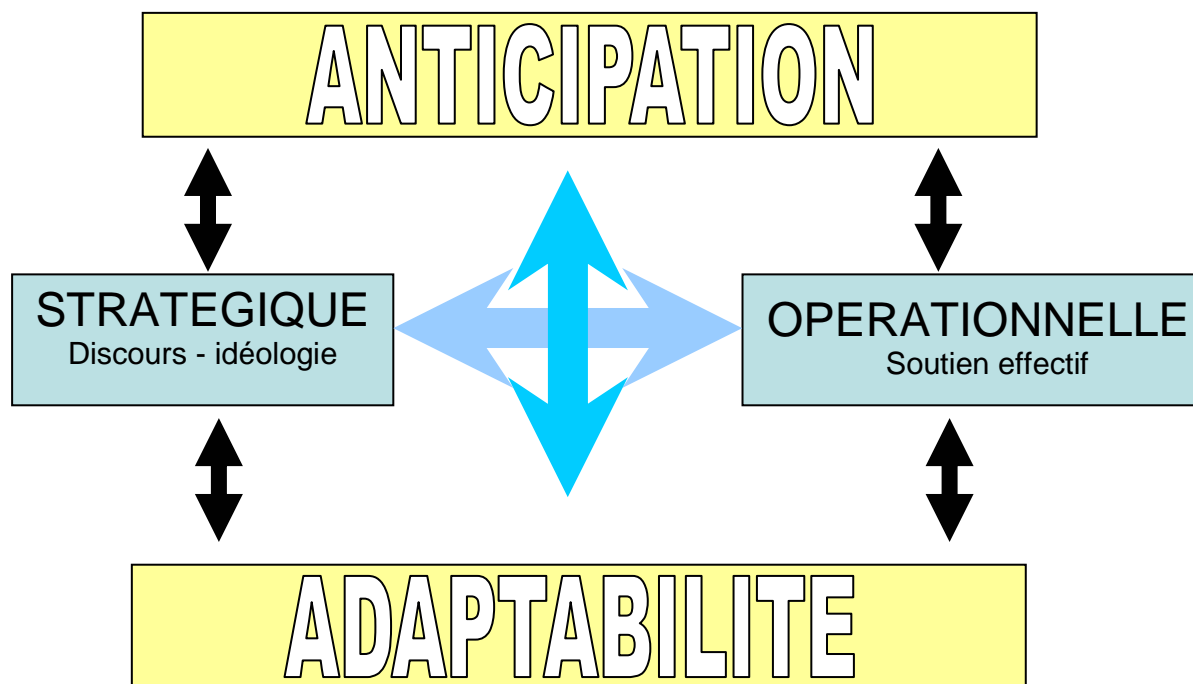 ANTICIPATION
STRATEGIQUE
Discours - idéologie
OPERATIONNELLE
Soutien effectif
ADAPTABILITE